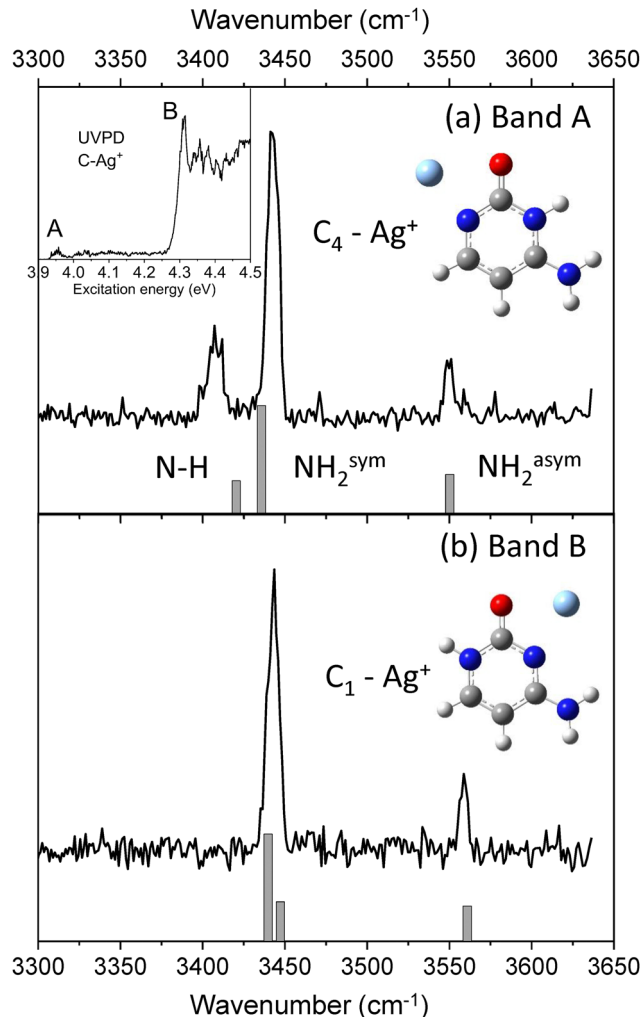 Wavenumber (cm⁻¹)
3300 3350 3400 3450 3500 3550 3600 3650
(a) Band A
UVPD
C-Ag⁺
B
A
3.9 4.0 4.1 4.2 4.3 4.4 4.5
Excitation energy (eV)
C₄ - Ag⁺
N-H
NH₂ˢʸᵐ
NH₂ᵃˢʸᵐ
(b) Band B
C₁ - Ag⁺
3300 3350 3400 3450 3500 3550 3600 3650
Wavenumber (cm⁻¹)